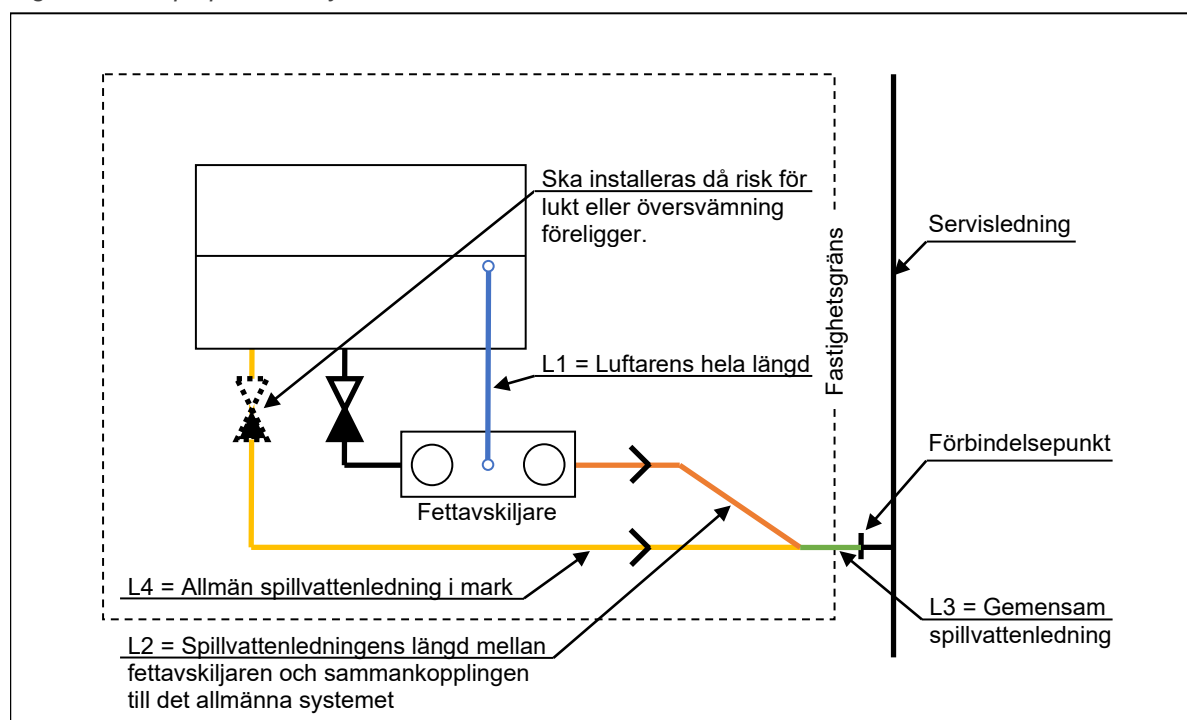 Ska installeras då risk för
lukt eller översvämning
föreligger.
Fastighetsgräns
Servisledning
L1 = Luftarens hela längd
Förbindelsepunkt
Fettavskiljare
L4 = Allmän spillvattenledning i mark
L3 = Gemensam
spillvattenledning
L2 = Spillvattenledningens längd mellan
fettavskiljaren och sammankopplingen
till det allmänna systemet